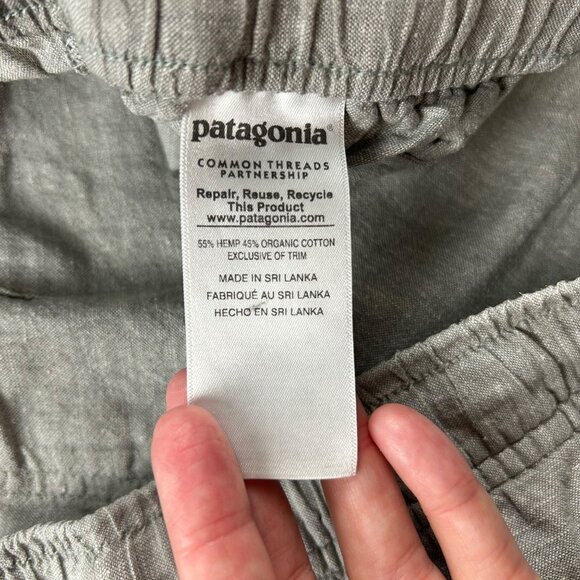 patagonia®
COMMON THREADS
PARTNERSHIP
Repair, Reuse, Recycle
This Product
www.patagonia.com
55% HEMP 45% ORGANIC COTTON
EXCLUSIVE OF TRIM
MADE IN SRI LANKA
FABRIQUÉ AU SRI LANKA
HECHO EN SRI LANKA